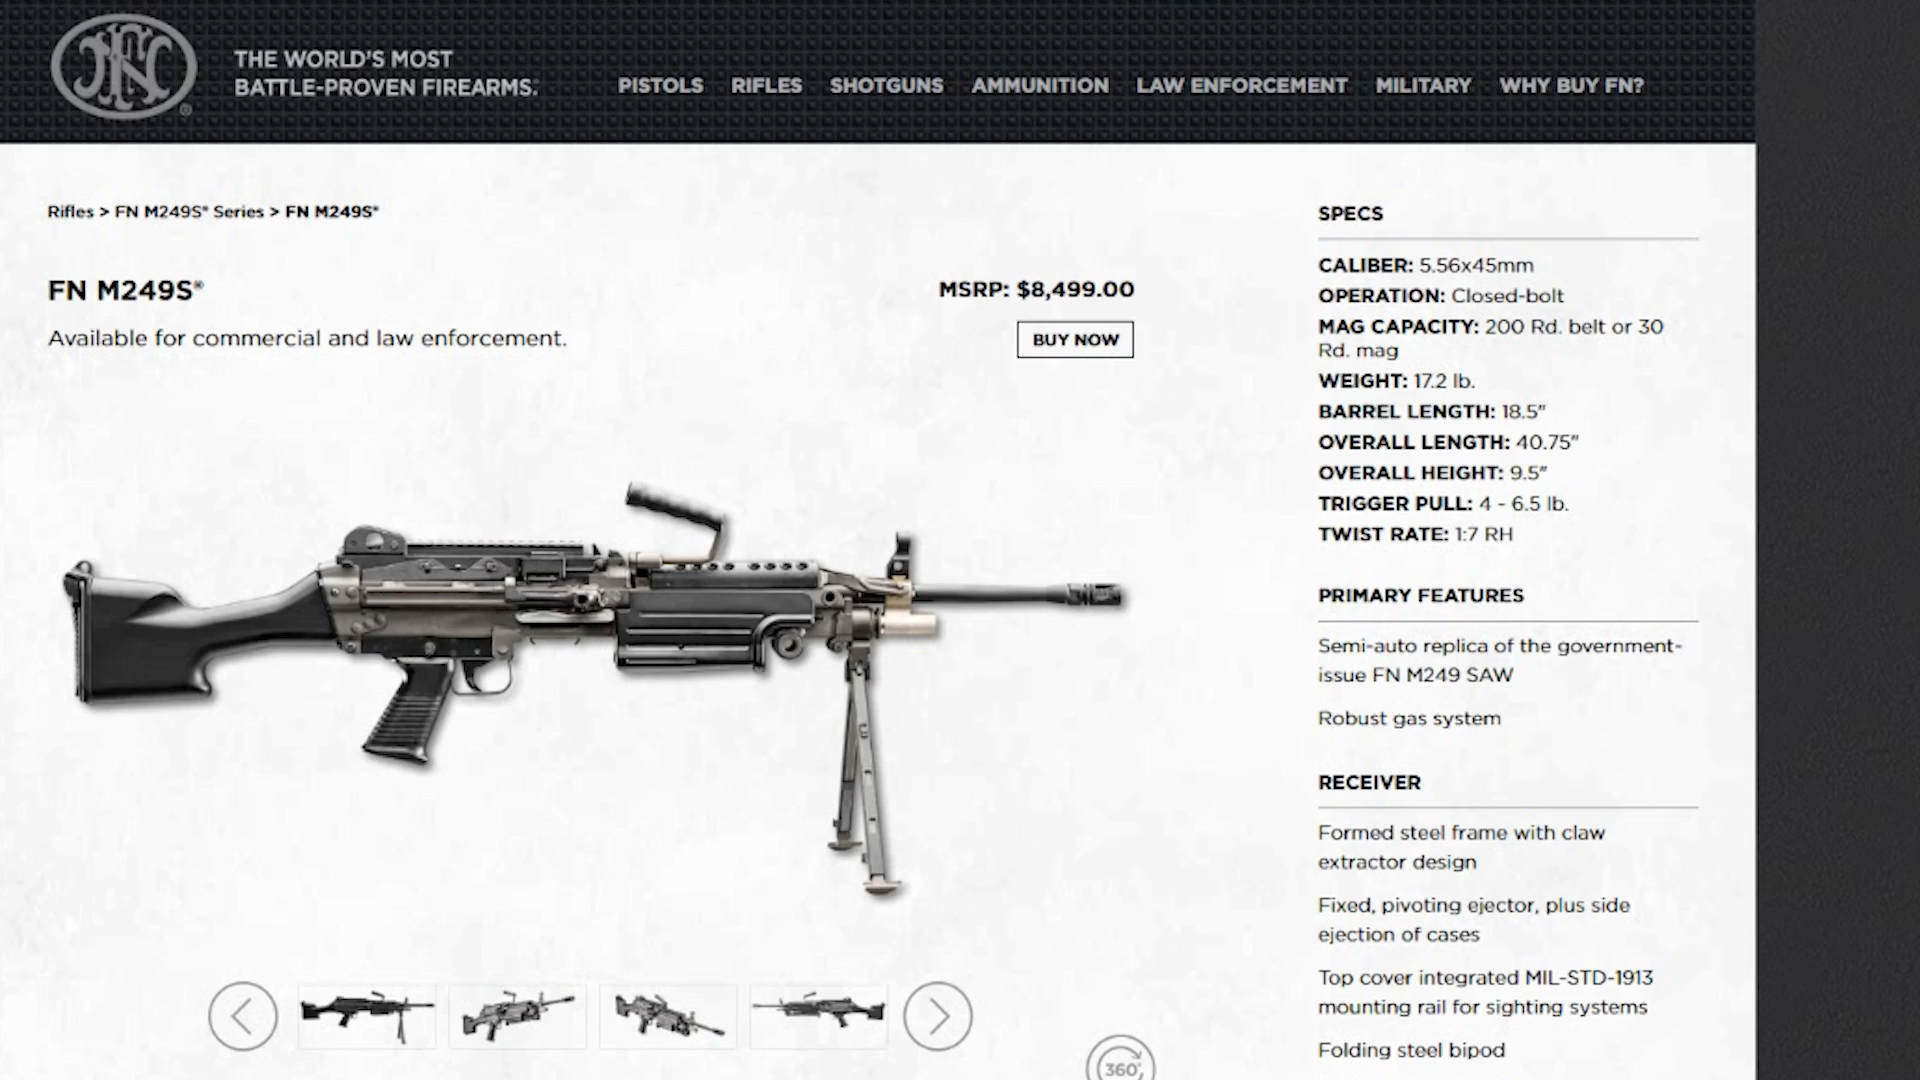 FN
®
THE WORLD'S MOST
BATTLE-PROVEN FIREARMS.
PISTOLS RIFLES SHOTGUNS AMMUNITION LAW ENFORCEMENT MILITARY WHY BUY FN?
Rifles > FN M249S® Series > FN M249S®
FN M249S®
MSRP: $8,499.00
Available for commercial and law enforcement.
BUY NOW
360°
SPECS
CALIBER: 5.56x45mm
OPERATION: Closed-bolt
MAG CAPACITY: 200 Rd. belt or 30
Rd. mag
WEIGHT: 17.2 lb.
BARREL LENGTH: 18.5"
OVERALL LENGTH: 40.75"
OVERALL HEIGHT: 9.5"
TRIGGER PULL: 4 - 6.5 lb.
TWIST RATE: 1:7 RH
PRIMARY FEATURES
Semi-auto replica of the government-
issue FN M249 SAW
Robust gas system
RECEIVER
Formed steel frame with claw
extractor design
Fixed, pivoting ejector, plus side
ejection of cases
Top cover integrated MIL-STD-1913
mounting rail for sighting systems
Folding steel bipod